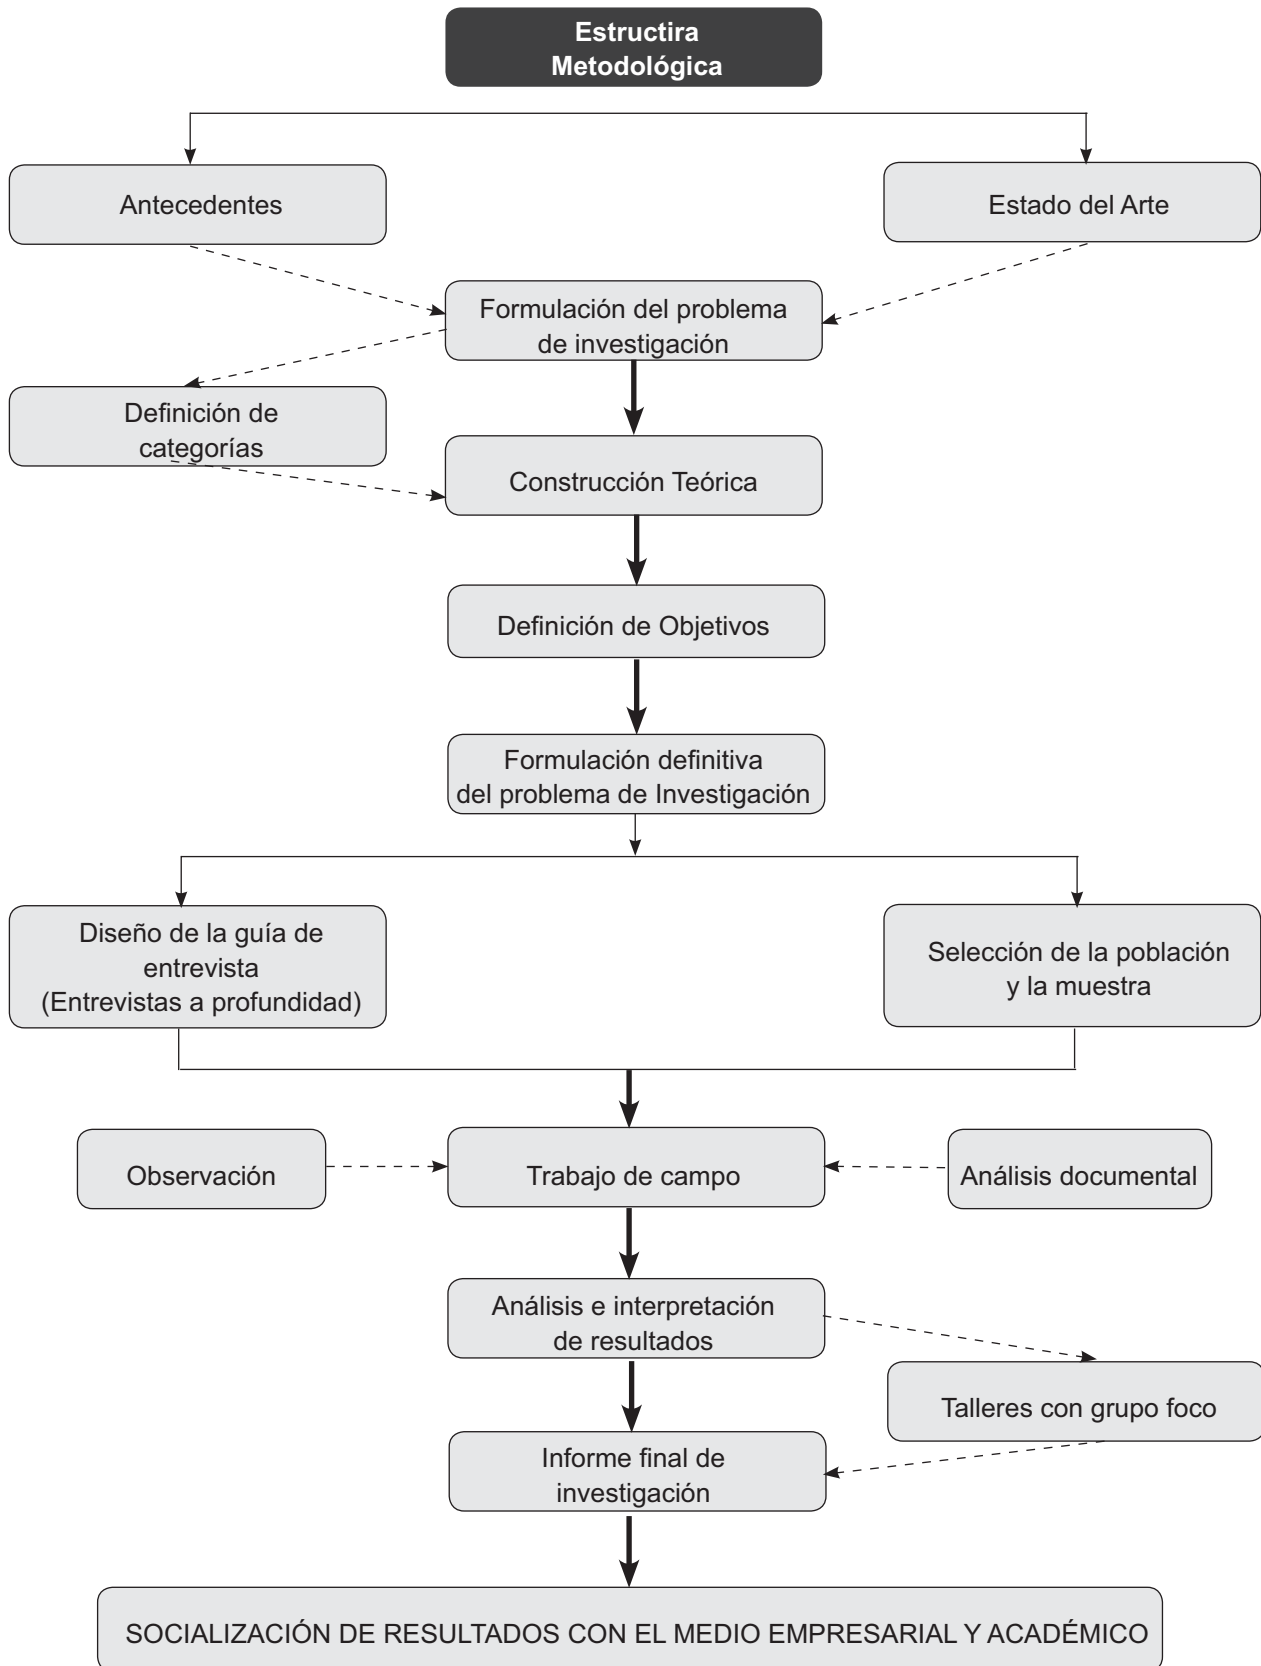 Estructira
Metodológica
Antecedentes
Estado del Arte
Formulación del problema
de investigación
Definición de
categorías
Construcción Teórica
Definición de Objetivos
Formulación definitiva
del problema de Investigación
Diseño de la guía de
entrevista
(Entrevistas a profundidad)
Selección de la población
y la muestra
Observación
Trabajo de campo
Análisis documental
Análisis e interpretación
de resultados
Talleres con grupo foco
Informe final de
investigación
SOCIALIZACIÓN DE RESULTADOS CON EL MEDIO EMPRESARIAL Y ACADÉMICO